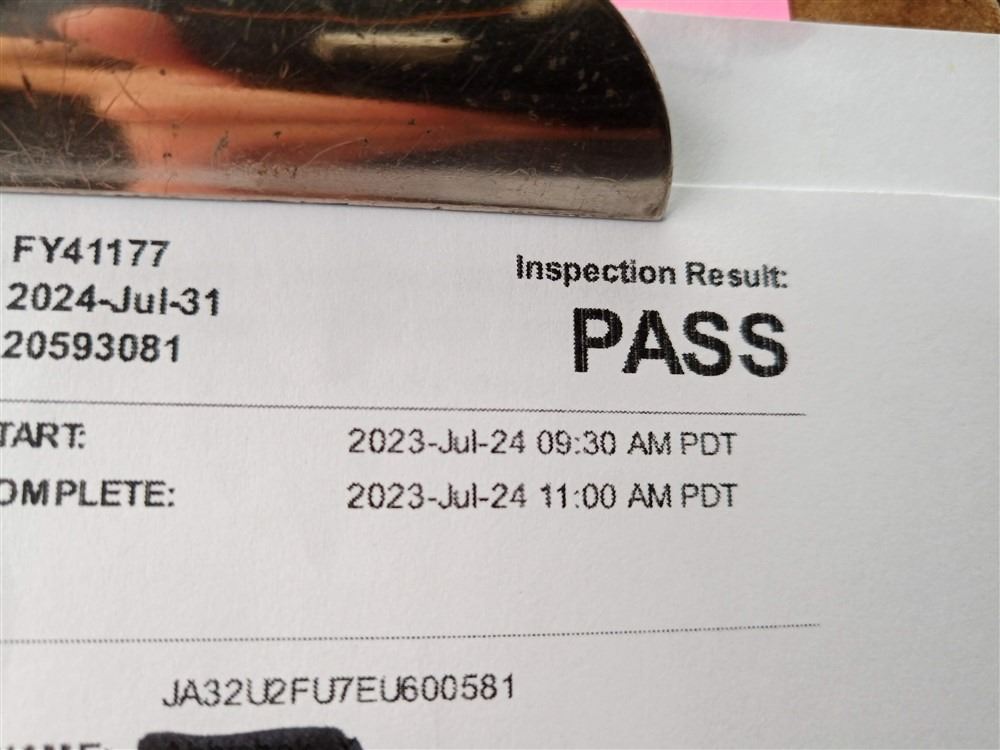 FY41177
2024-Jul-31
20593081
Inspection Result:
PASS
TART: 2023-Jul-24 09:30 AM PDT
OMPLETE: 2023-Jul-24 11:00 AM PDT
JA32U2FU7EU600581